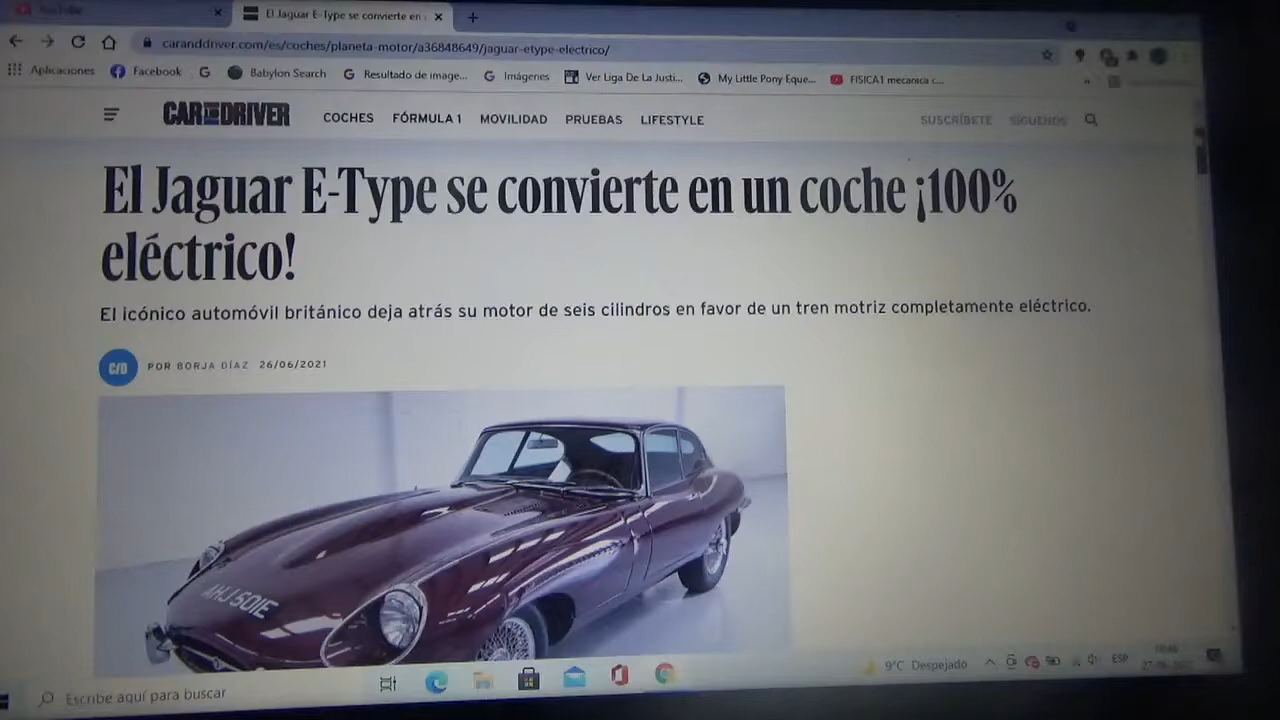 YouTube
El Jaguar E-Type se convierte en
caranddriver.com/es/coches/planeta-motor/a36848649/jaguar-etype-electrico/
Aplicaciones
Facebook
Babylon Search
Resultado de image...
Imágenes
Ver Liga De La Justi...
My Little Pony Eque...
FISICA1 mecanica c...
CAR AND DRIVER
COCHES
FÓRMULA 1
MOVILIDAD
PRUEBAS
LIFESTYLE
SUSCRÍBETE
SÍGUENOS
El Jaguar E-Type se convierte en un coche ¡100%
eléctrico!
El icónico automóvil británico deja atrás su motor de seis cilindros en favor de un tren motriz completamente eléctrico.
C/D
POR BORJA DÍAZ 26/06/2021
AHJ 501E
Escribe aquí para buscar
9°C Despejado
ESP